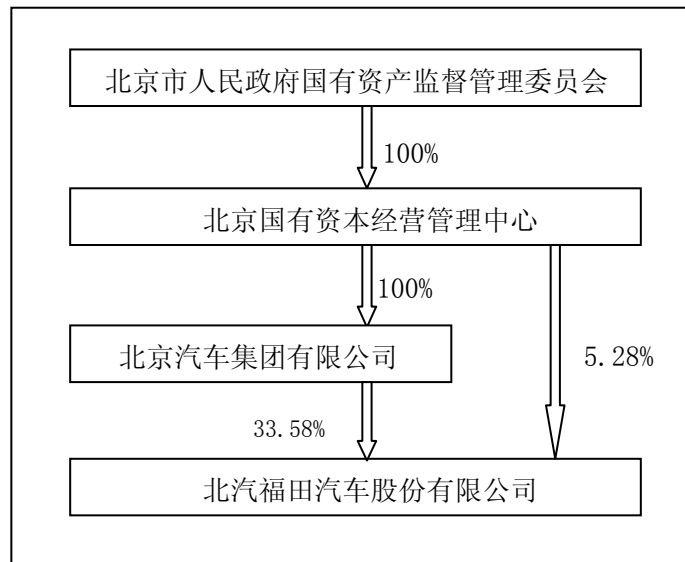 北京市人民政府国有资产监督管理委员会
100%
北京国有资本经营管理中心
100%
北京汽车集团有限公司
5.28%
33.58%
北汽福田汽车股份有限公司